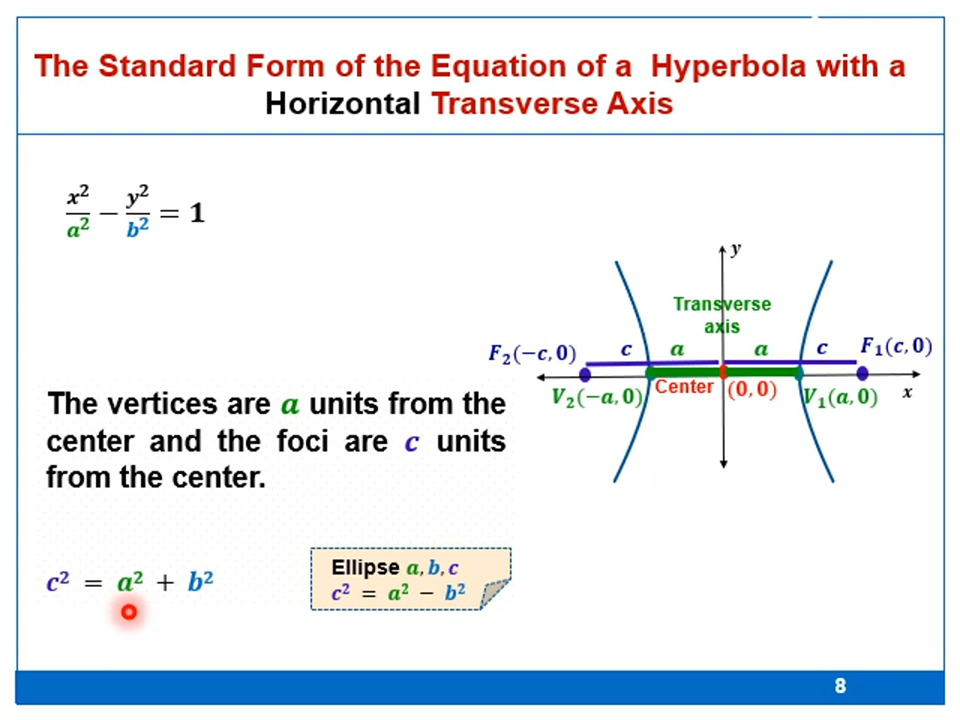 The Standard Form of the Equation of a Hyperbola with a
Horizontal Transverse Axis
x²/a² − y²/b² = 1
y
Transverse
axis
F₂(−c, 0)
c
a
a
c
F₁(c, 0)
V₂(−a, 0)
Center
(0, 0)
V₁(a, 0)
x
The vertices are a units from the
center and the foci are c units
from the center.
c² = a² + b²
Ellipse a, b, c
c² = a² − b²
8